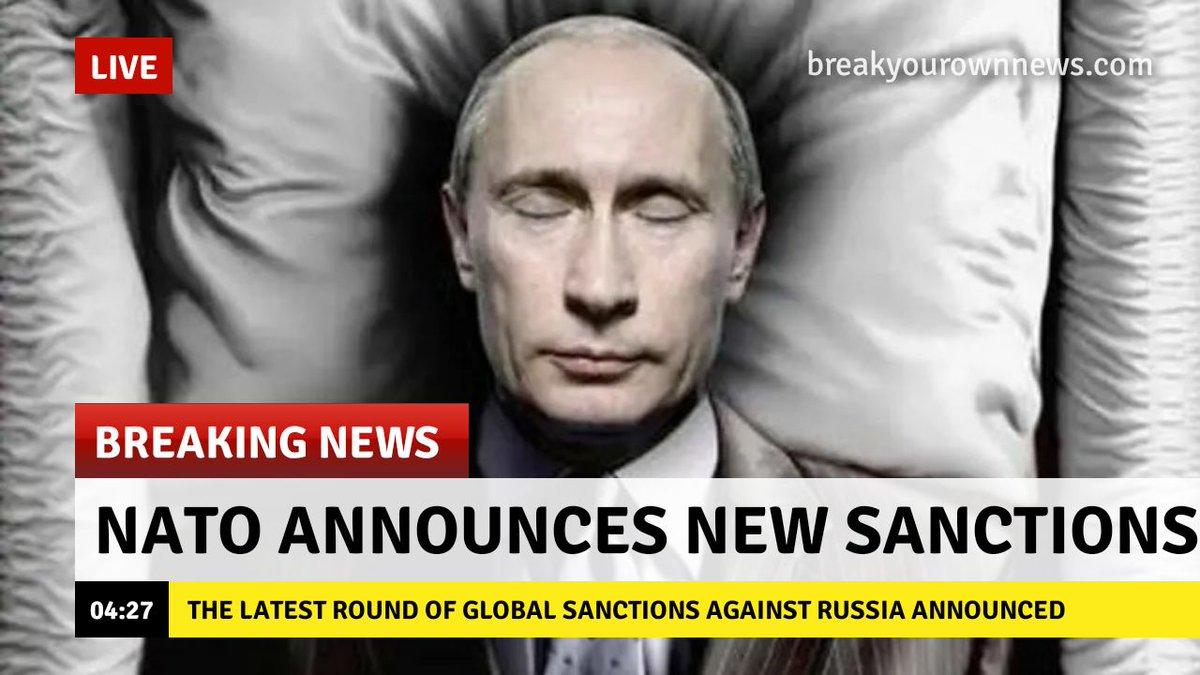 LIVE
breakyourownnews.com
BREAKING NEWS
NATO ANNOUNCES NEW SANCTIONS
04:27
THE LATEST ROUND OF GLOBAL SANCTIONS AGAINST RUSSIA ANNOUNCED